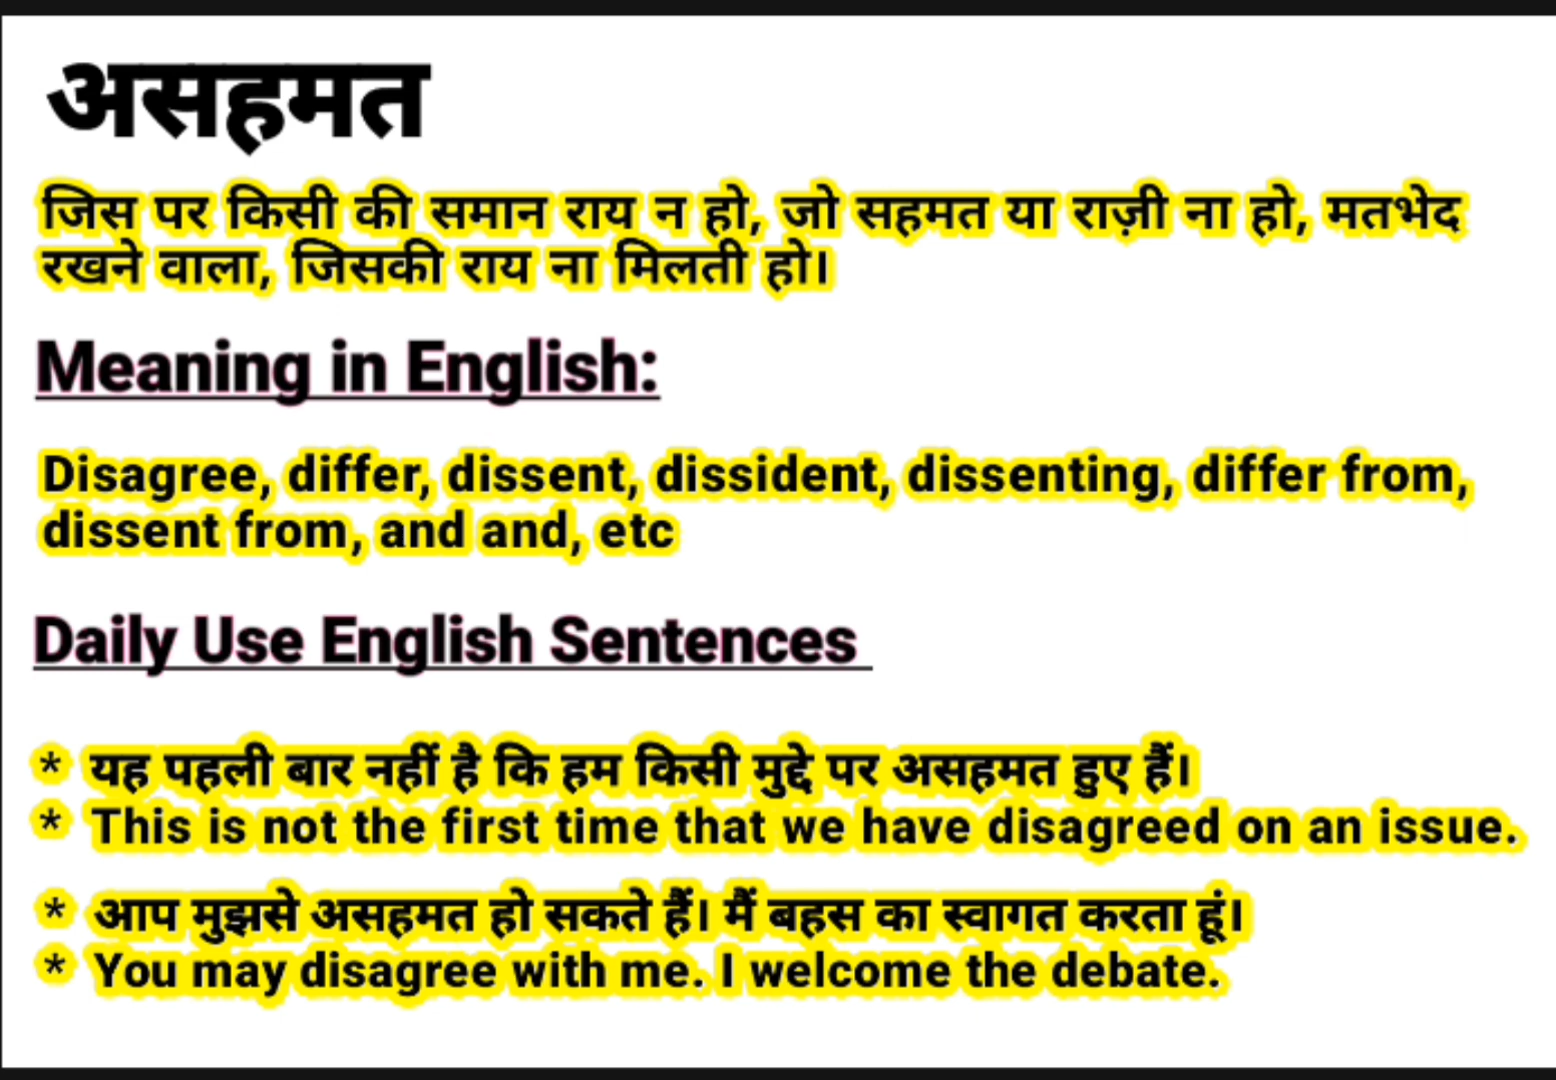 असहमत
जिस पर किसी की समान राय न हो, जो सहमत या राज़ी ना हो, मतभेद
रखने वाला, जिसकी राय ना मिलती हो।
Meaning in English:
Disagree, differ, dissent, dissident, dissenting, differ from,
dissent from, and and, etc
Daily Use English Sentences
* यह पहली बार नहीं है कि हम किसी मुद्दे पर असहमत हुए हैं।
* This is not the first time that we have disagreed on an issue.
* आप मुझसे असहमत हो सकते हैं। मैं बहस का स्वागत करता हूं।
* You may disagree with me. I welcome the debate.